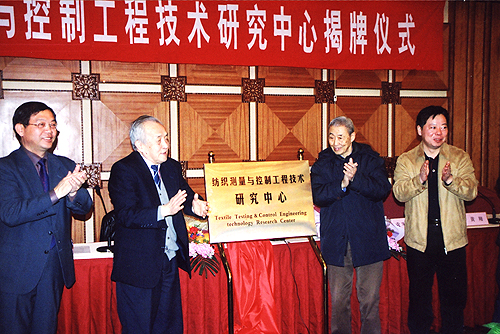 与控制工程技术研究中心揭牌仪式
纺织测量与控制工程技术
研究中心
Textile Testing & Control Engineering
technology Research Center